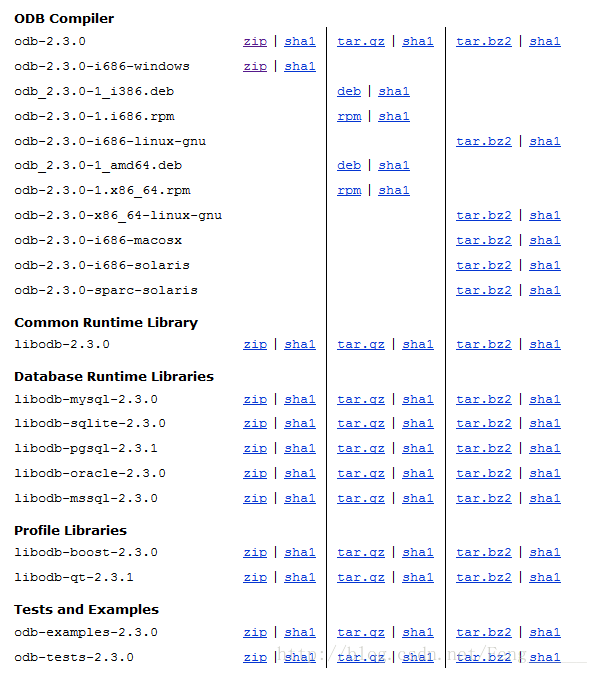 ODB Compiler
odb-2.3.0 zip | sha1 tar.gz | sha1 tar.bz2 | sha1
odb-2.3.0-i686-windows zip | sha1
odb_2.3.0-1_i386.deb deb | sha1
odb-2.3.0-1.i686.rpm rpm | sha1
odb-2.3.0-i686-linux-gnu tar.bz2 | sha1
odb_2.3.0-1_amd64.deb deb | sha1
odb-2.3.0-1.x86_64.rpm rpm | sha1
odb-2.3.0-x86_64-linux-gnu tar.bz2 | sha1
odb-2.3.0-i686-macosx tar.bz2 | sha1
odb-2.3.0-i686-solaris tar.bz2 | sha1
odb-2.3.0-sparc-solaris tar.bz2 | sha1
Common Runtime Library
libodb-2.3.0 zip | sha1 tar.gz | sha1 tar.bz2 | sha1
Database Runtime Libraries
libodb-mysql-2.3.0 zip | sha1 tar.gz | sha1 tar.bz2 | sha1
libodb-sqlite-2.3.0 zip | sha1 tar.gz | sha1 tar.bz2 | sha1
libodb-pgsql-2.3.1 zip | sha1 tar.gz | sha1 tar.bz2 | sha1
libodb-oracle-2.3.0 zip | sha1 tar.gz | sha1 tar.bz2 | sha1
libodb-mssql-2.3.0 zip | sha1 tar.gz | sha1 tar.bz2 | sha1
Profile Libraries
libodb-boost-2.3.0 zip | sha1 tar.gz | sha1 tar.bz2 | sha1
libodb-qt-2.3.1 zip | sha1 tar.gz | sha1 tar.bz2 | sha1
Tests and Examples
odb-examples-2.3.0 zip | sha1 tar.gz | sha1 tar.bz2 | sha1
odb-tests-2.3.0 zip | sha1 tar.gz | sha1 tar.bz2 | sha1